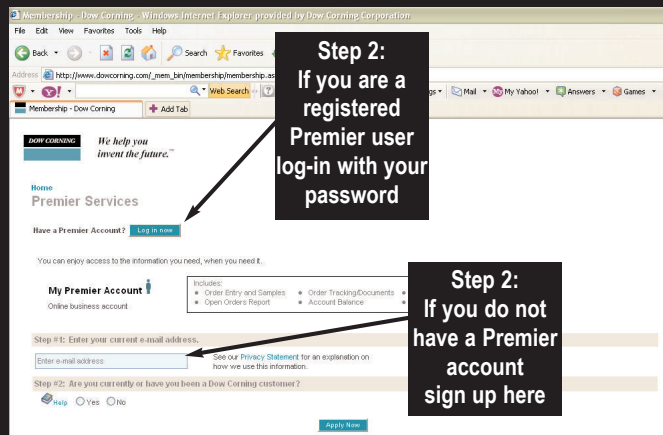 Membership - Dow Corning - Windows Internet Explorer provided by Dow Corning Corporation
File Edit View Favorites Tools Help
Back Search Favorites
Address http://www.dowcorning.com/_mem_bin/membership/membership.as
Web Search Mail My Yahoo! Answers Games
Membership - Dow Corning Add Tab
Step 2:
If you are a
registered
Premier user
log-in with your
password
DOW CORNING We help you
invent the future.™
Home
Premier Services
Have a Premier Account? Log in now
You can enjoy access to the information you need, when you need it.
My Premier Account
Online business account
Includes:
• Order Entry and Samples • Order Tracking/Documents •
• Open Orders Report • Account Balance •
Step 2:
If you do not
have a Premier
account
sign up here
Step #1: Enter your current e-mail address.
Enter e-mail address See our Privacy Statement for an explanation on
how we use this information.
Step #2: Are you currently or have you been a Dow Corning customer?
Help Yes No
Apply Now